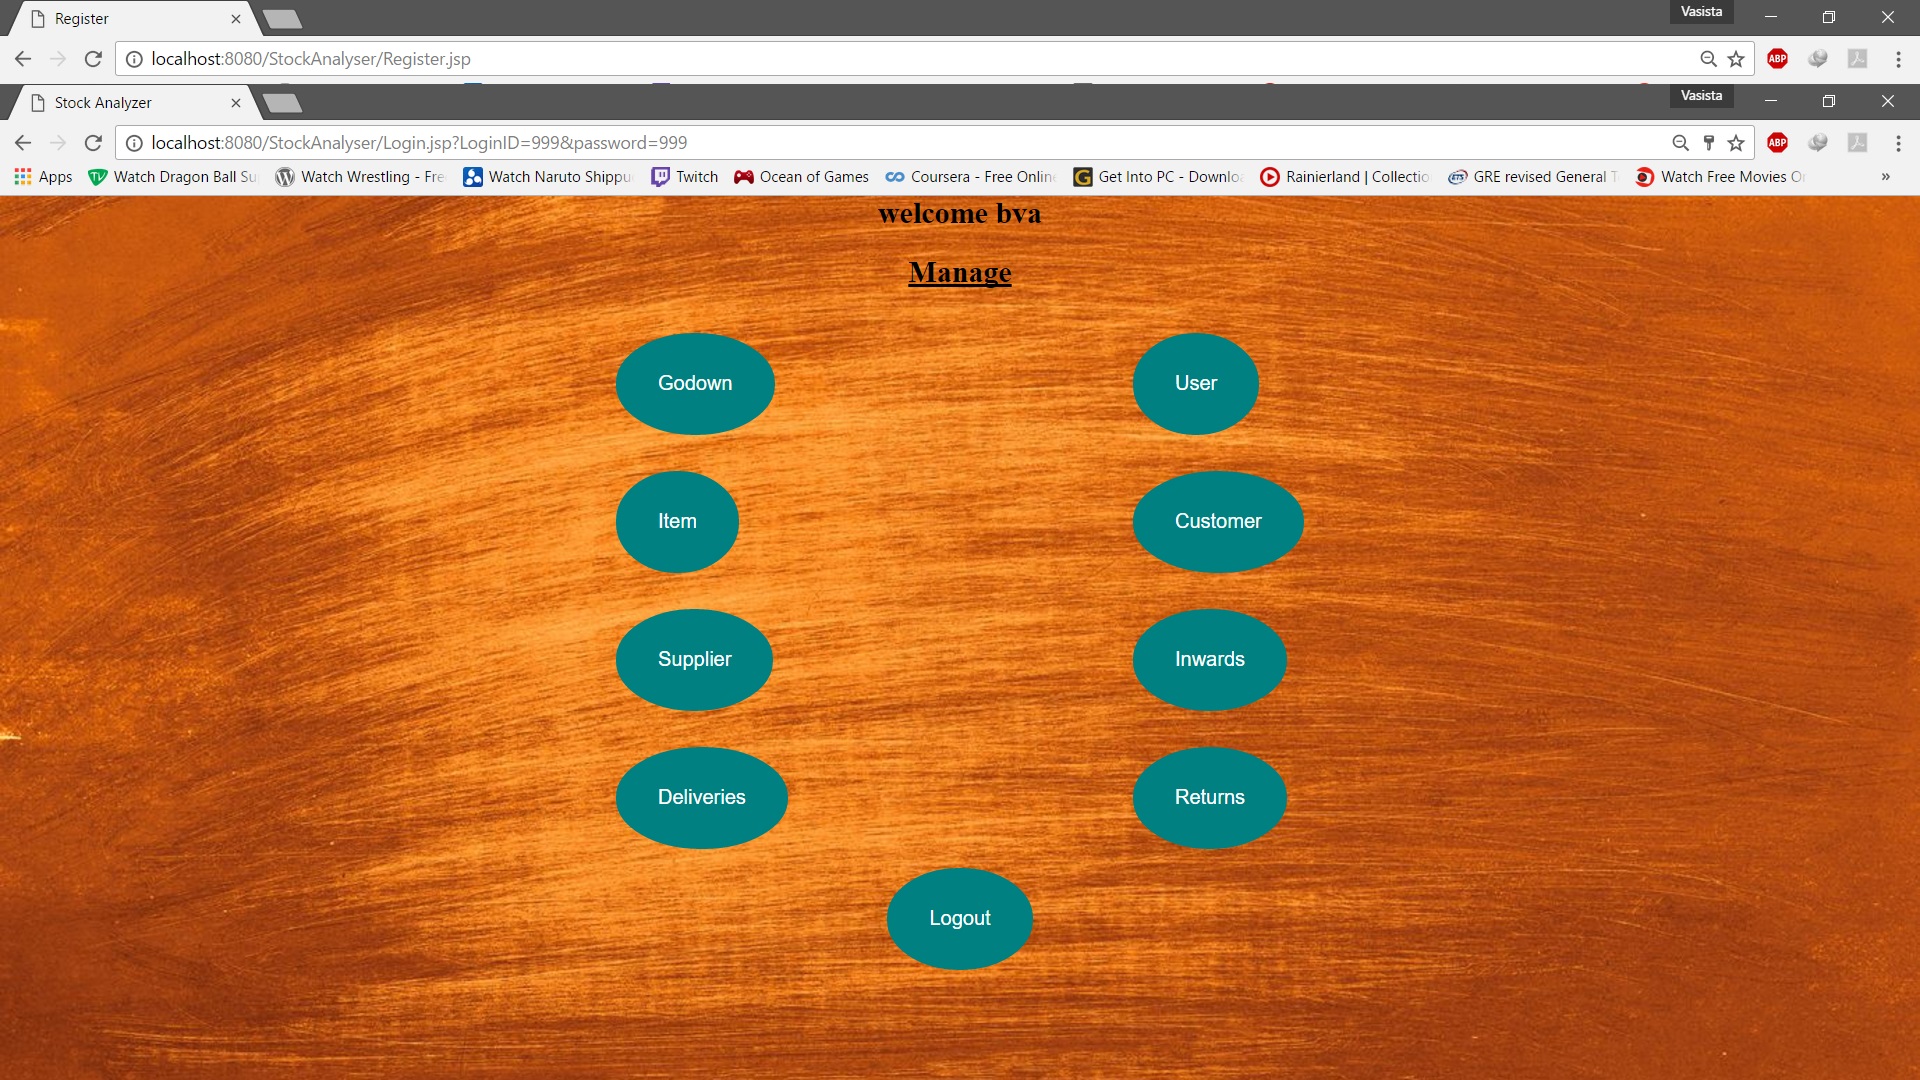 Register
Vasista
localhost:8080/StockAnalyser/Register.jsp
ABP
Stock Analyzer
Vasista
localhost:8080/StockAnalyser/Login.jsp?LoginID=999&password=999
ABP
Apps Watch Dragon Ball Su Watch Wrestling - Fre Watch Naruto Shippu Twitch Ocean of Games Coursera - Free Onlin Get Into PC - Downlo Rainierland | Collectio GRE revised General T Watch Free Movies O »
welcome bva
Manage
Godown User
Item Customer
Supplier Inwards
Deliveries Returns
Logout